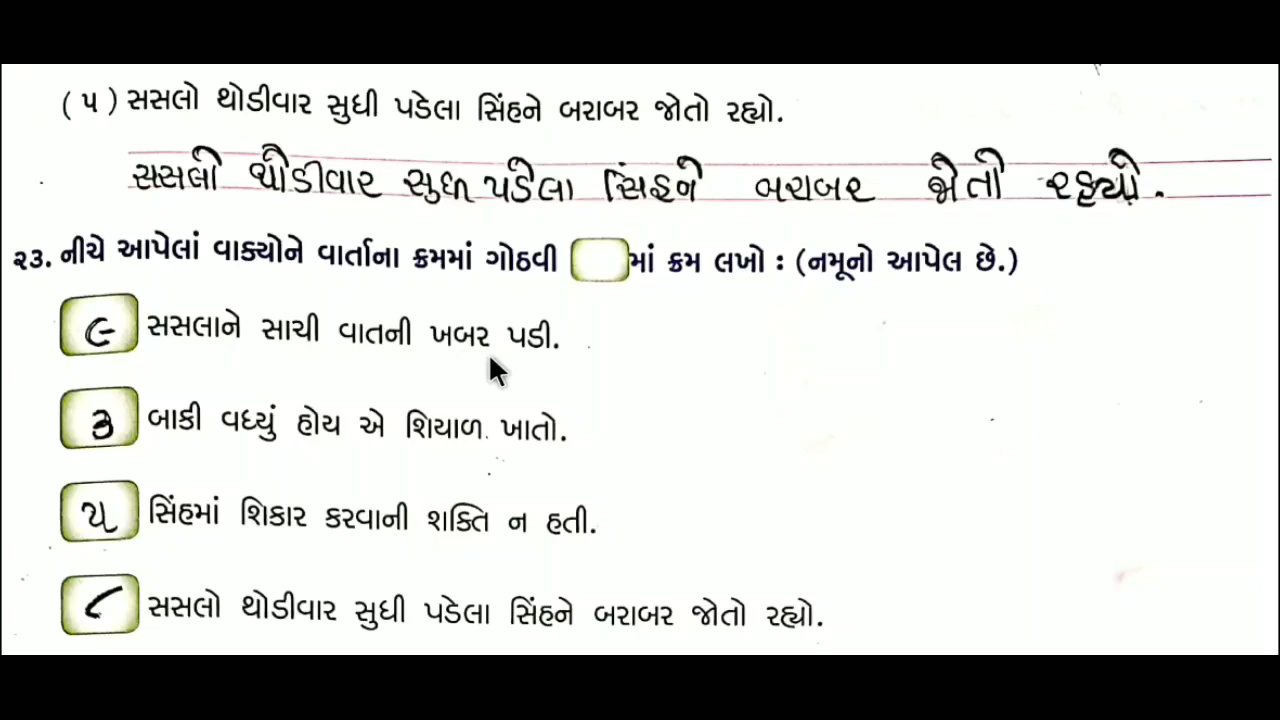 (૫) સસલો થોડીવાર સુધી પડેલા સિંહને બરાબર જોતો રહ્યો.
સસલો થોડીવાર સુધી પડેલા સિંહને બરાબર જોતો રહ્યો.
૨૩. નીચે આપેલાં વાક્યોને વાર્તાના ક્રમમાં ગોઠવી માં ક્રમ લખો : (નમૂનો આપેલ છે.)
૯ સસલાને સાચી વાતની ખબર પડી.
૩ બાકી વધ્યું હોય એ શિયાળ ખાતો.
૫ સિંહમાં શિકાર કરવાની શક્તિ ન હતી.
૮ સસલો થોડીવાર સુધી પડેલા સિંહને બરાબર જોતો રહ્યો.